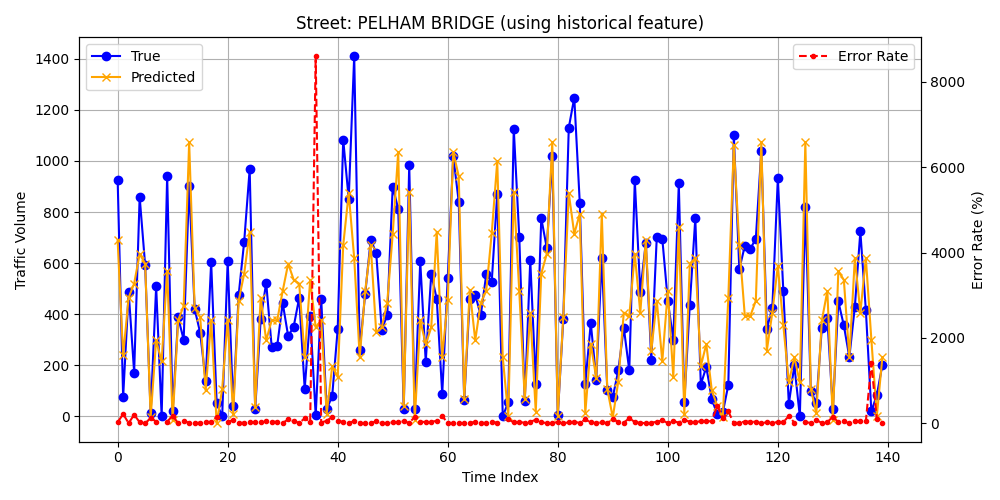 Street: PELHAM BRIDGE (using historical feature)
True
Predicted
Error Rate
Traffic Volume
1400
1200
1000
800
600
400
200
0
8000
6000
4000
2000
0
Error Rate (%)
0 20 40 60 80 100 120 140
Time Index